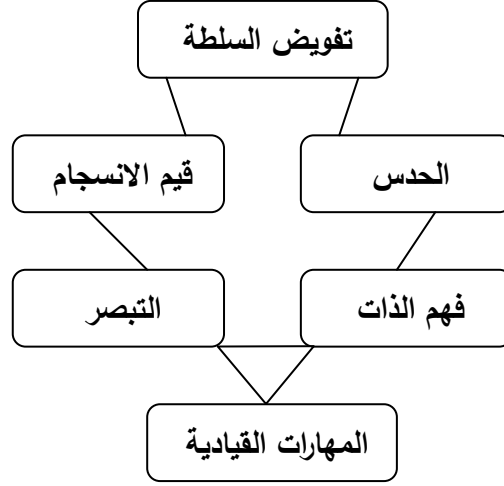 تفويض السلطة
الحدس
قيم الانسجام
فهم الذات
التبصر
المهارات القيادية